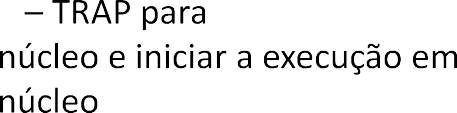 – TRAP para
núcleo e iniciar a execução em
núcleo